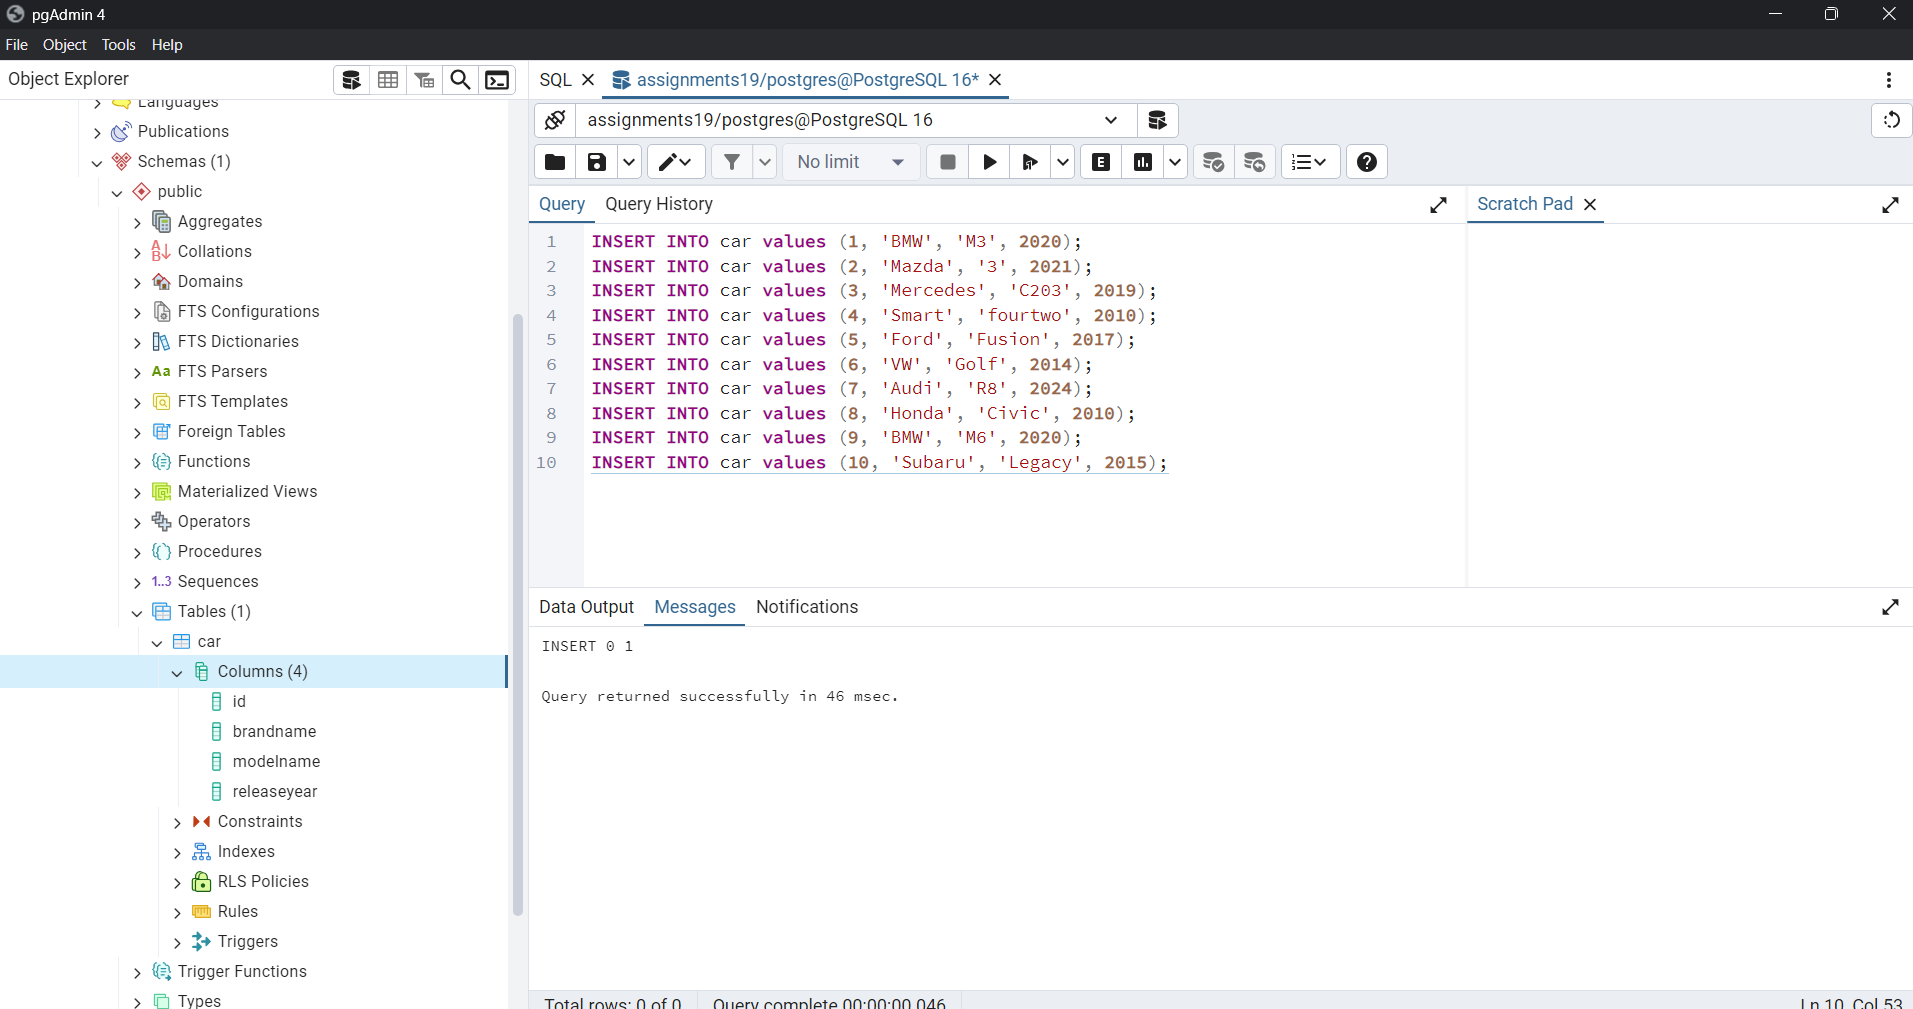 pgAdmin 4
File Object Tools Help
Object Explorer
Languages
Publications
Schemas (1)
public
Aggregates
Collations
Domains
FTS Configurations
FTS Dictionaries
Aa FTS Parsers
FTS Templates
Foreign Tables
Functions
Materialized Views
Operators
Procedures
1..3 Sequences
Tables (1)
car
Columns (4)
id
brandname
modelname
releaseyear
Constraints
Indexes
RLS Policies
Rules
Triggers
Trigger Functions
Types
SQL assignments19/postgres@PostgreSQL 16*
assignments19/postgres@PostgreSQL 16
No limit E
Query Query History
1 INSERT INTO car values (1, 'BMW', 'M3', 2020);
2 INSERT INTO car values (2, 'Mazda', '3', 2021);
3 INSERT INTO car values (3, 'Mercedes', 'C203', 2019);
4 INSERT INTO car values (4, 'Smart', 'fourtwo', 2010);
5 INSERT INTO car values (5, 'Ford', 'Fusion', 2017);
6 INSERT INTO car values (6, 'VW', 'Golf', 2014);
7 INSERT INTO car values (7, 'Audi', 'R8', 2024);
8 INSERT INTO car values (8, 'Honda', 'Civic', 2010);
9 INSERT INTO car values (9, 'BMW', 'M6', 2020);
10 INSERT INTO car values (10, 'Subaru', 'Legacy', 2015);
Scratch Pad
Data Output Messages Notifications
INSERT 0 1
Query returned successfully in 46 msec.
Total rows: 0 of 0 Query complete 00:00:00.046 Ln 10, Col 53